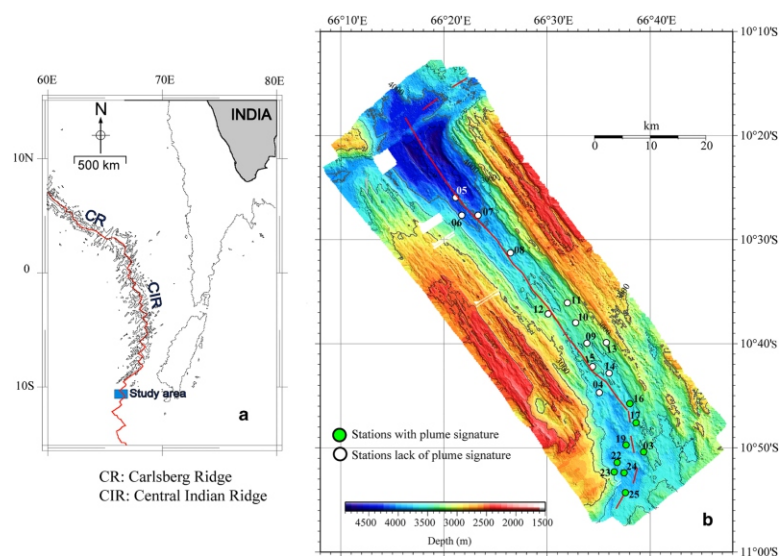 60E 70E 80E
N
INDIA
500 km
10N
CR
0
CIR
10S
Study area
a
CR: Carlsberg Ridge
CIR: Central Indian Ridge
66°10'E 66°20'E 66°30'E 66°40'E
10°10'S
10°20'S
10°30'S
10°40'S
10°50'S
11°00'S
km
0 10 20
4000
05
07
06
08
11
12
10
09
13
15
14
04
16
17
19
03
22
23
24
25
3000
Stations with plume signature
Stations lack of plume signature
4500 4000 3500 3000 2500 2000 1500
Depth (m)
b